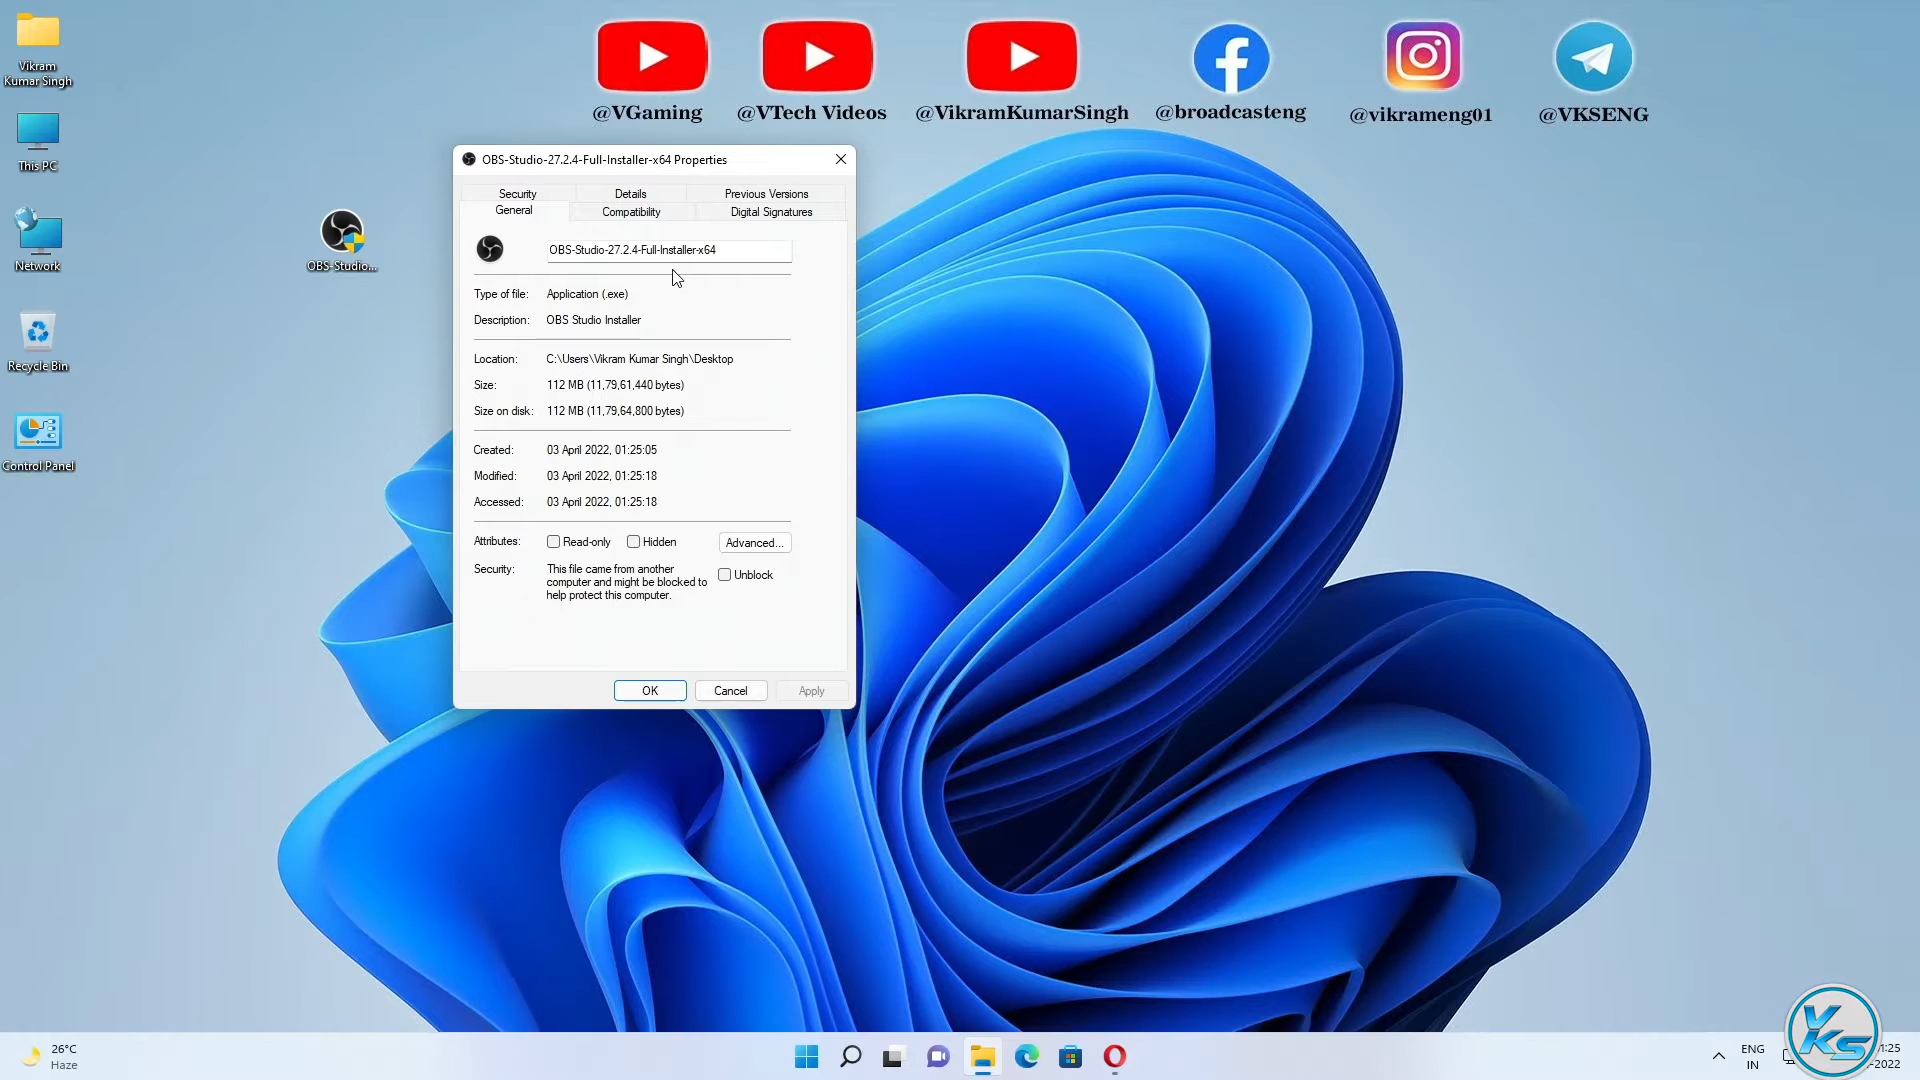 Vikram
Kumar Singh
This PC
Network
Recycle Bin
Control Panel
OBS-Studio...
@VGaming
@VTech Videos
@VikramKumarSingh
@broadcasteng
@vikrameng01
@VKSENG
OBS-Studio-27.2.4-Full-Installer-x64 Properties
Security Details Previous Versions
General Compatibility Digital Signatures
OBS-Studio-27.2.4-Full-Installer-x64
Type of file: Application (.exe)
Description: OBS Studio Installer
Location: C:\Users\Vikram Kumar Singh\Desktop
Size: 112 MB (11,79,61,440 bytes)
Size on disk: 112 MB (11,79,64,800 bytes)
Created: 03 April 2022, 01:25:05
Modified: 03 April 2022, 01:25:18
Accessed: 03 April 2022, 01:25:18
Attributes: Read-only Hidden Advanced...
Security: This file came from another
computer and might be blocked to
help protect this computer.
Unblock
OK Cancel Apply
26°C
Haze
ENG
IN
1:25
-2022
VKS